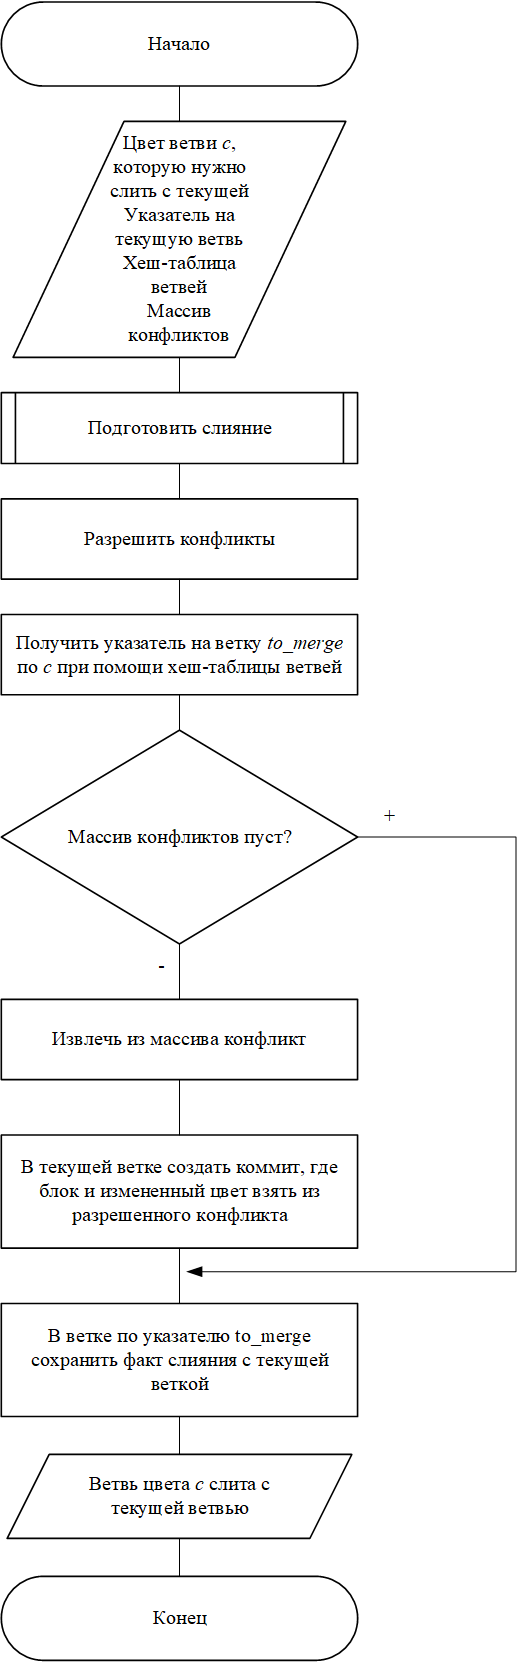 Начало
Цвет ветви c,
которую нужно
слить с текущей
Указатель на
текущую ветвь
Хеш-таблица
ветвей
Массив
конфликтов
Подготовить слияние
Разрешить конфликты
Получить указатель на ветку to_merge
по c при помощи хеш-таблицы ветвей
+
Массив конфликтов пуст?
-
Извлечь из массива конфликт
В текущей ветке создать коммит, где
блок и измененный цвет взять из
разрешенного конфликта
В ветке по указателю to_merge
сохранить факт слияния с текущей
веткой
Ветвь цвета c слита с
текущей ветвью
Конец